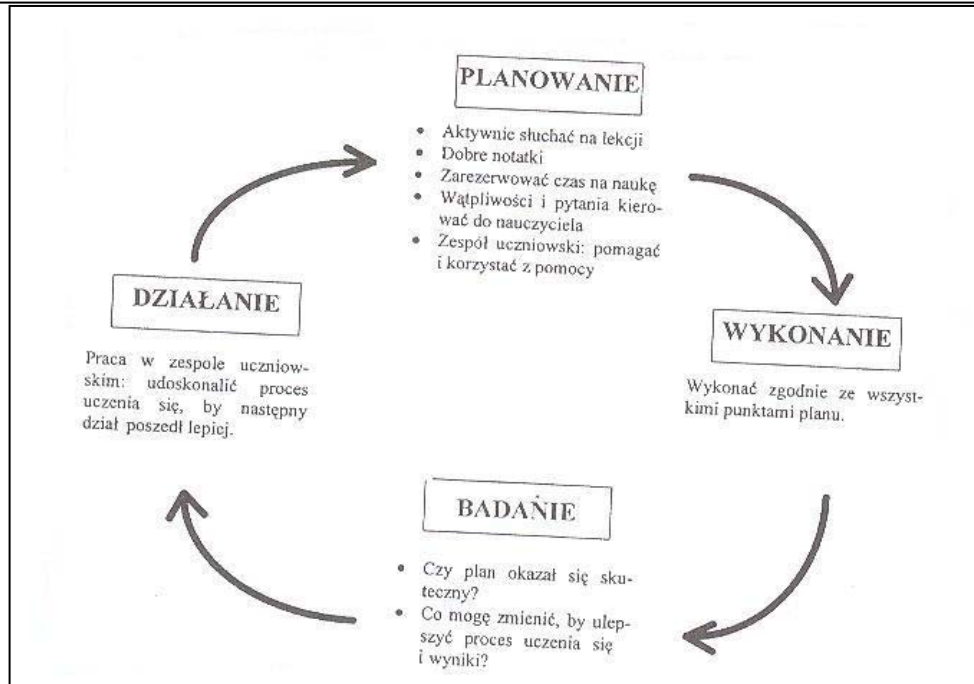 PLANOWANIE
• Aktywnie słuchać na lekcji
• Dobre notatki
• Zarezerwować czas na naukę
• Wątpliwości i pytania kiero-
wać do nauczyciela
• Zespół uczniowski: pomagać
i korzystać z pomocy
WYKONANIE
Wykonać zgodnie ze wszyst-
kimi punktami planu.
BADANIE
• Czy plan okazał się sku-
teczny?
• Co mogę zmienić, by ulep-
szyć proces uczenia się
i wyniki?
DZIAŁANIE
Praca w zespole uczniow-
skim: udoskonalić proces
uczenia się, by następny
dział poszedł lepiej.